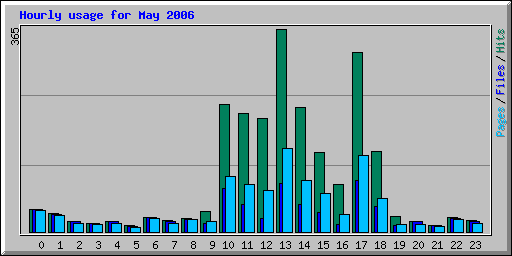 Hourly usage for May 2006
365
Pages/Files/Hits
0 1 2 3 4 5 6 7 8 9 10 11 12 13 14 15 16 17 18 19 20 21 22 23